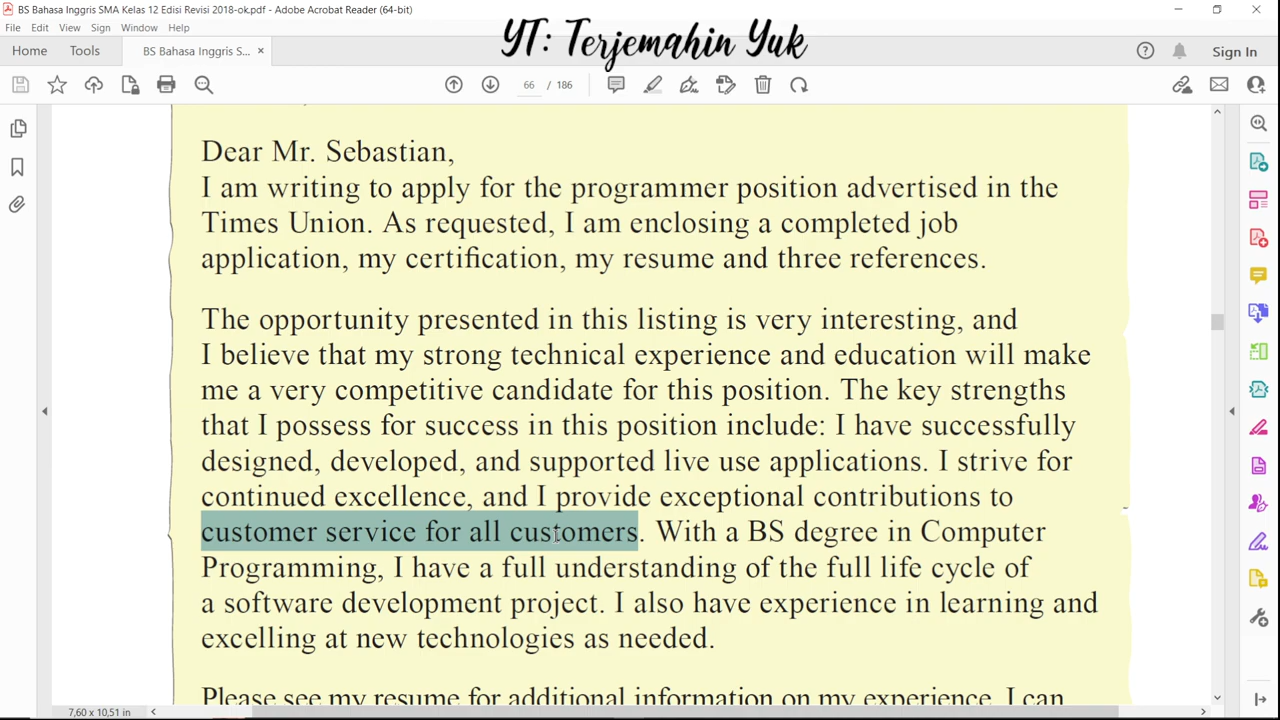 BS Bahasa Inggris SMA Kelas 12 Edisi Revisi 2018-ok.pdf - Adobe Acrobat Reader (64-bit)
YT: Terjemahin Yuk
File Edit View Sign Window Help
Home Tools BS Bahasa Inggris S... × Sign In
66 / 186
Dear Mr. Sebastian,
I am writing to apply for the programmer position advertised in the
Times Union. As requested, I am enclosing a completed job
application, my certification, my resume and three references.
The opportunity presented in this listing is very interesting, and
I believe that my strong technical experience and education will make
me a very competitive candidate for this position. The key strengths
that I possess for success in this position include: I have successfully
designed, developed, and supported live use applications. I strive for
continued excellence, and I provide exceptional contributions to
customer service for all customers. With a BS degree in Computer
Programming, I have a full understanding of the full life cycle of
a software development project. I also have experience in learning and
excelling at new technologies as needed.
Please see my resume for additional information on my experience. I can
7,60 x 10,51 in